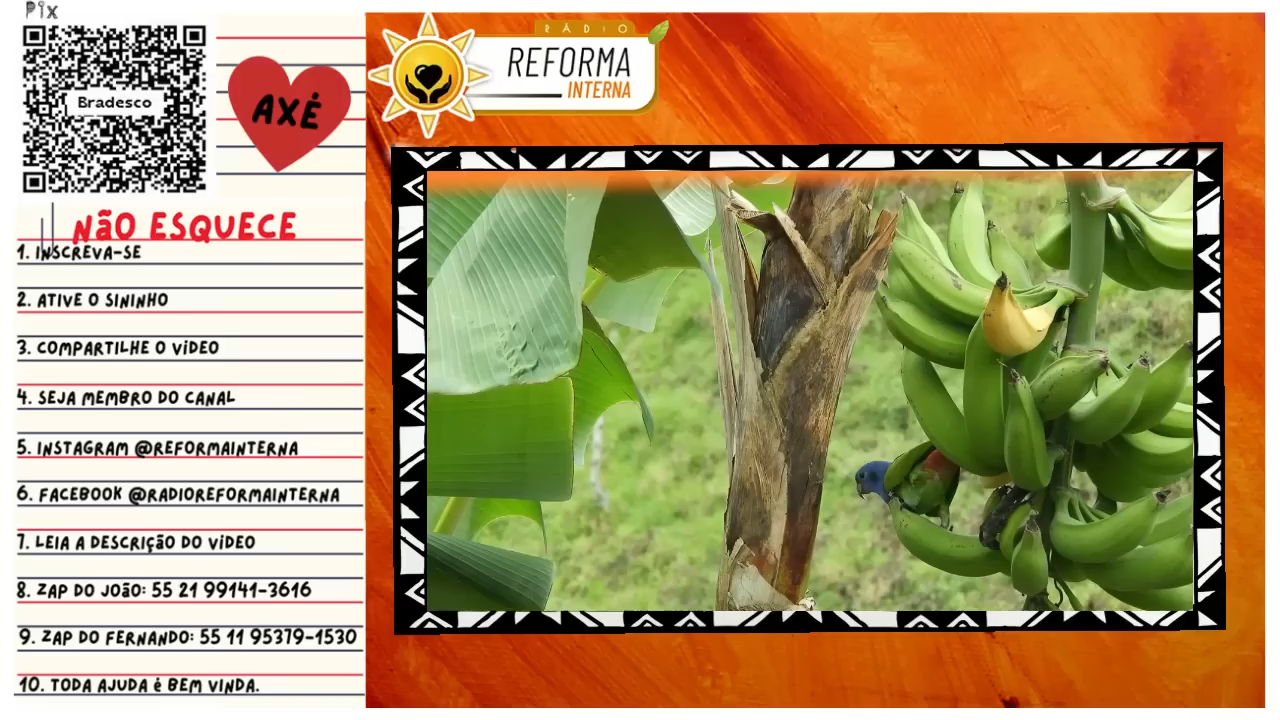 Pix
Bradesco
AXÉ
NÃO ESQUECE
1. INSCREVA-SE
2. ATIVE O SININHO
3. COMPARTILHE O VÍDEO
4. SEJA MEMBRO DO CANAL
5. INSTAGRAM @REFORMAINTERNA
6. FACEBOOK @RADIOREFORMAINTERNA
7. LEIA A DESCRIÇÃO DO VÍDEO
8. ZAP DO JOÃO: 55 21 99141-3616
9. ZAP DO FERNANDO: 55 11 95379-1530
10. TODA AJUDA É BEM VINDA.
RÁDIO
REFORMA
INTERNA